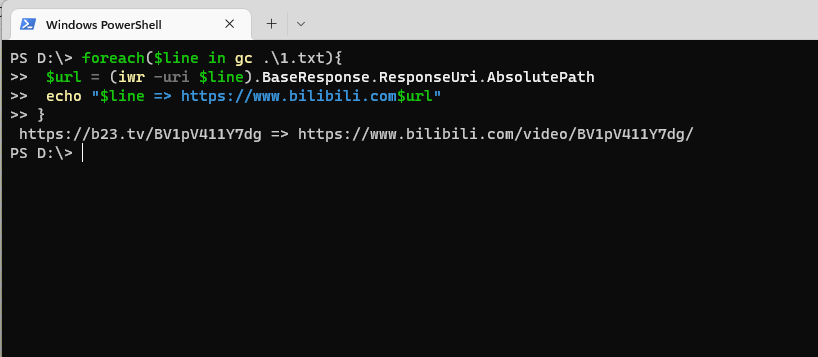 Windows PowerShell
PS D:\> foreach($line in gc .\1.txt){
>>  $url = (iwr -uri $line).BaseResponse.ResponseUri.AbsolutePath
>>  echo "$line => https://www.bilibili.com$url"
>> }
 https://b23.tv/BV1pV411Y7dg => https://www.bilibili.com/video/BV1pV411Y7dg/
PS D:\>